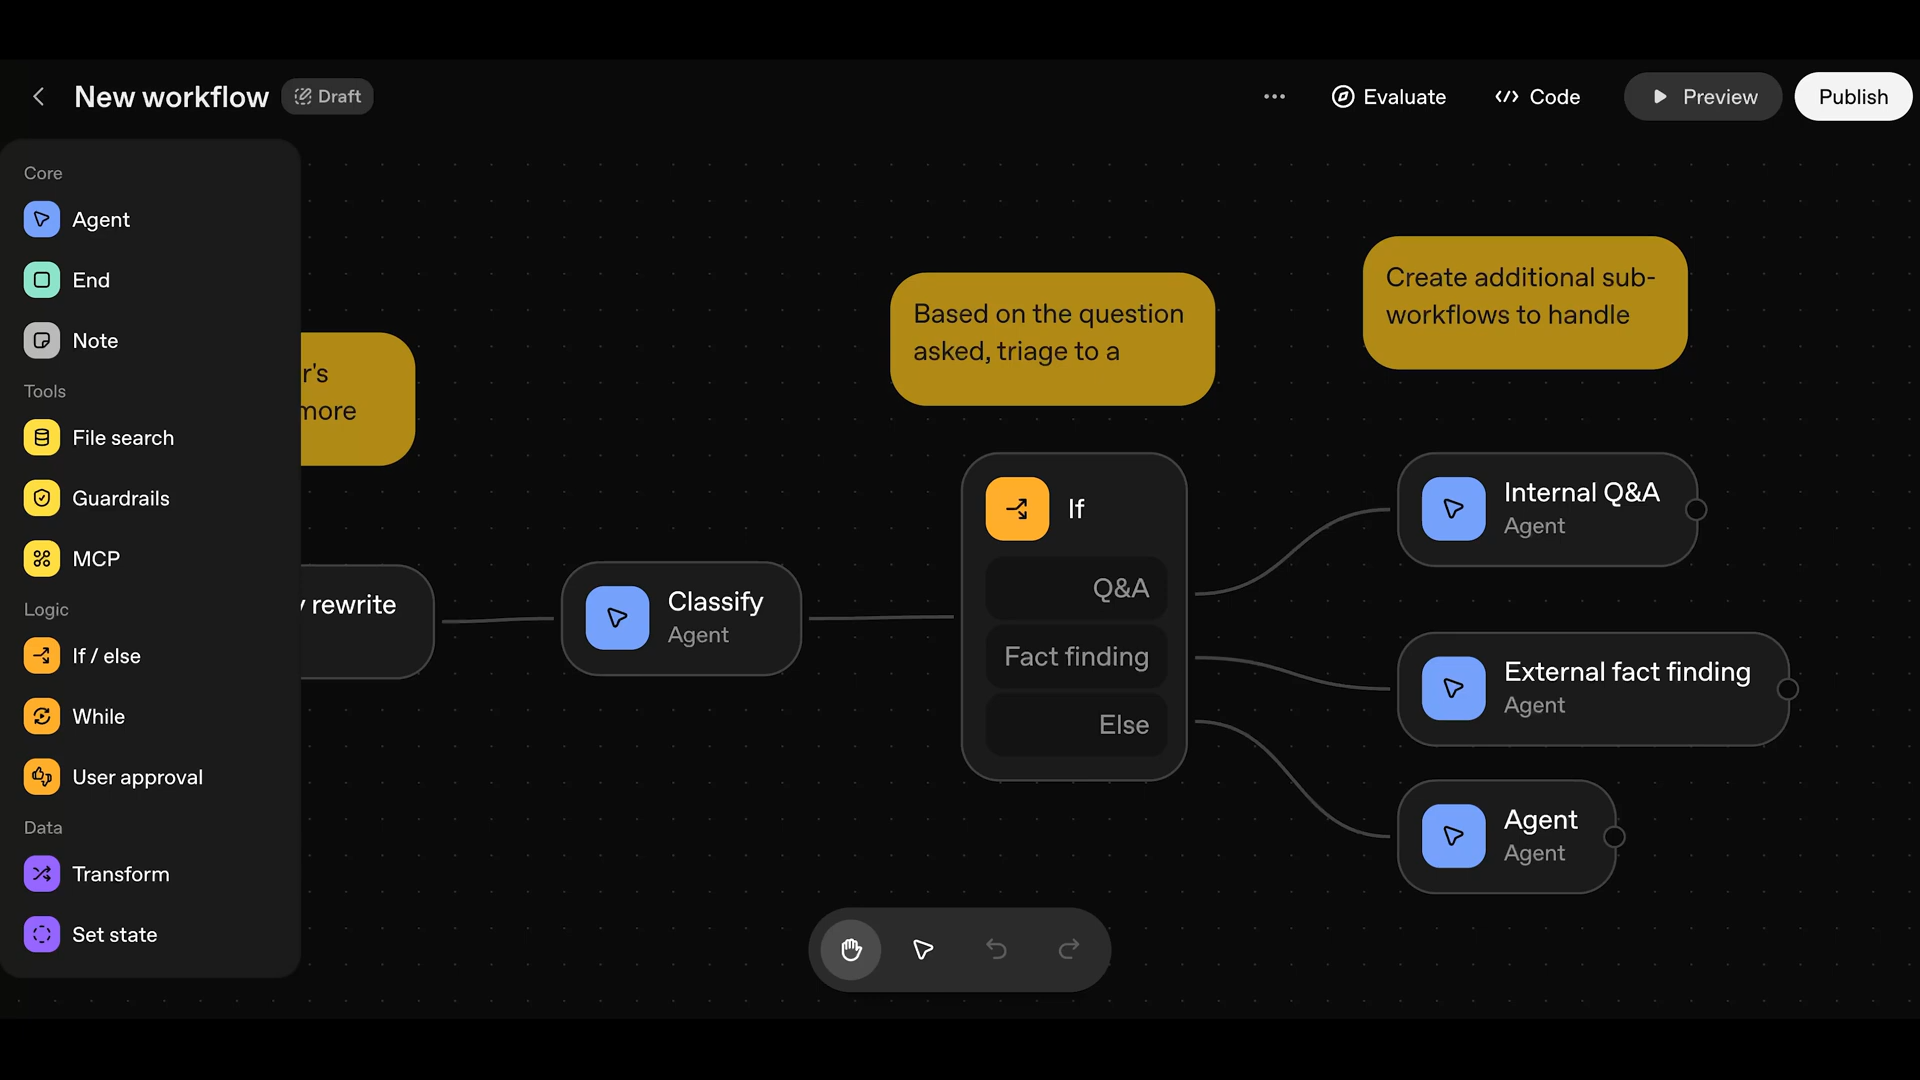 New workflow
Draft
Evaluate
Code
Preview
Publish
Core
Agent
End
Note
Tools
File search
Guardrails
MCP
Logic
If / else
While
User approval
Data
Transform
Set state
r's
more
rewrite
Classify
Agent
Based on the question
asked, triage to a
If
Q&A
Fact finding
Else
Create additional sub-
workflows to handle
Internal Q&A
Agent
External fact finding
Agent
Agent
Agent